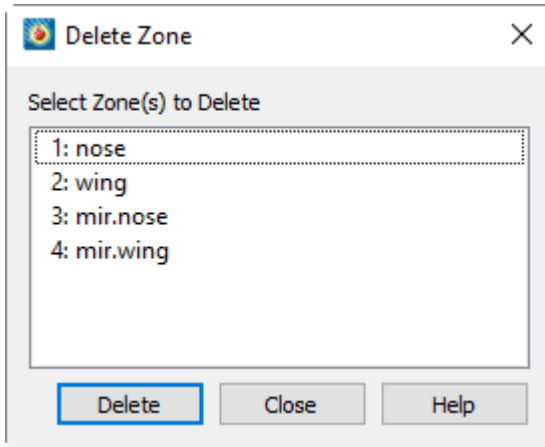 Delete Zone
Select Zone(s) to Delete
1: nose
2: wing
3: mir.nose
4: mir.wing
Delete Close Help